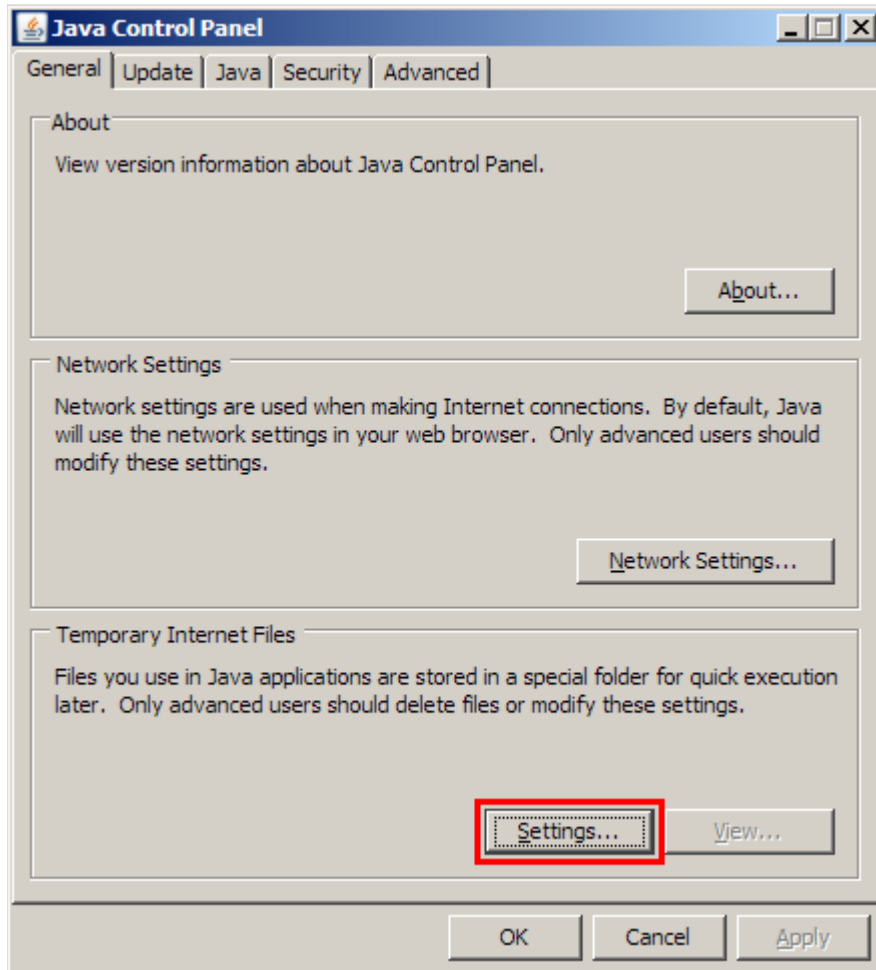 Java Control Panel
General Update Java Security Advanced
About
View version information about Java Control Panel.
About...
Network Settings
Network settings are used when making Internet connections.  By default, Java
will use the network settings in your web browser.  Only advanced users should
modify these settings.
Network Settings...
Temporary Internet Files
Files you use in Java applications are stored in a special folder for quick execution
later.  Only advanced users should delete files or modify these settings.
Settings... View...
OK Cancel Apply